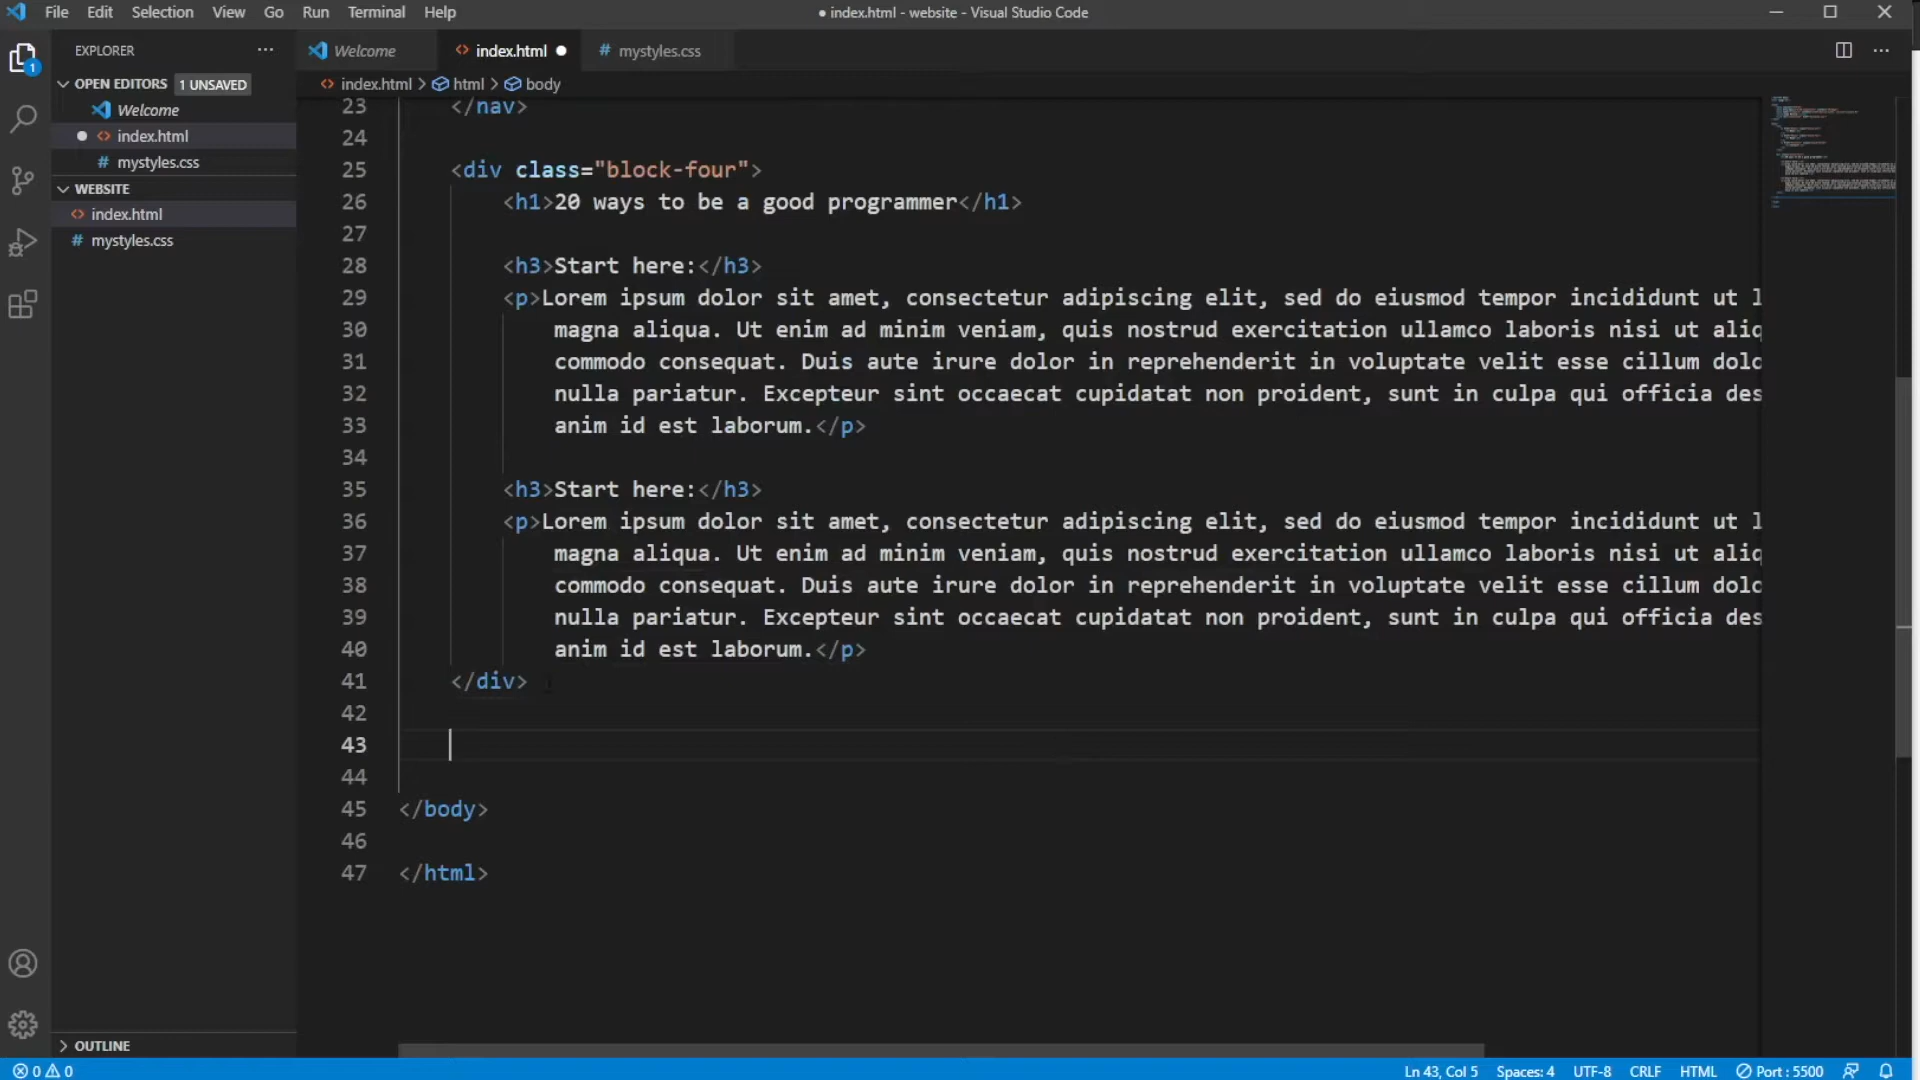 File Edit Selection View Go Run Terminal Help
● index.html - website - Visual Studio Code
EXPLORER
Welcome
index.html
# mystyles.css
1
OPEN EDITORS 1 UNSAVED
Welcome
index.html
# mystyles.css
WEBSITE
index.html
# mystyles.css
OUTLINE
index.html > html > body
23 </nav>
24
25 <div class="block-four">
26 <h1>20 ways to be a good programmer</h1>
27
28 <h3>Start here:</h3>
29 <p>Lorem ipsum dolor sit amet, consectetur adipiscing elit, sed do eiusmod tempor incididunt ut l
30 magna aliqua. Ut enim ad minim veniam, quis nostrud exercitation ullamco laboris nisi ut aliq
31 commodo consequat. Duis aute irure dolor in reprehenderit in voluptate velit esse cillum dolo
32 nulla pariatur. Excepteur sint occaecat cupidatat non proident, sunt in culpa qui officia des
33 anim id est laborum.</p>
34
35 <h3>Start here:</h3>
36 <p>Lorem ipsum dolor sit amet, consectetur adipiscing elit, sed do eiusmod tempor incididunt ut l
37 magna aliqua. Ut enim ad minim veniam, quis nostrud exercitation ullamco laboris nisi ut aliq
38 commodo consequat. Duis aute irure dolor in reprehenderit in voluptate velit esse cillum dolo
39 nulla pariatur. Excepteur sint occaecat cupidatat non proident, sunt in culpa qui officia des
40 anim id est laborum.</p>
41 </div>
42
43
44
45 </body>
46
47 </html>
0 0
Ln 43, Col 5 Spaces: 4 UTF-8 CRLF HTML Port : 5500